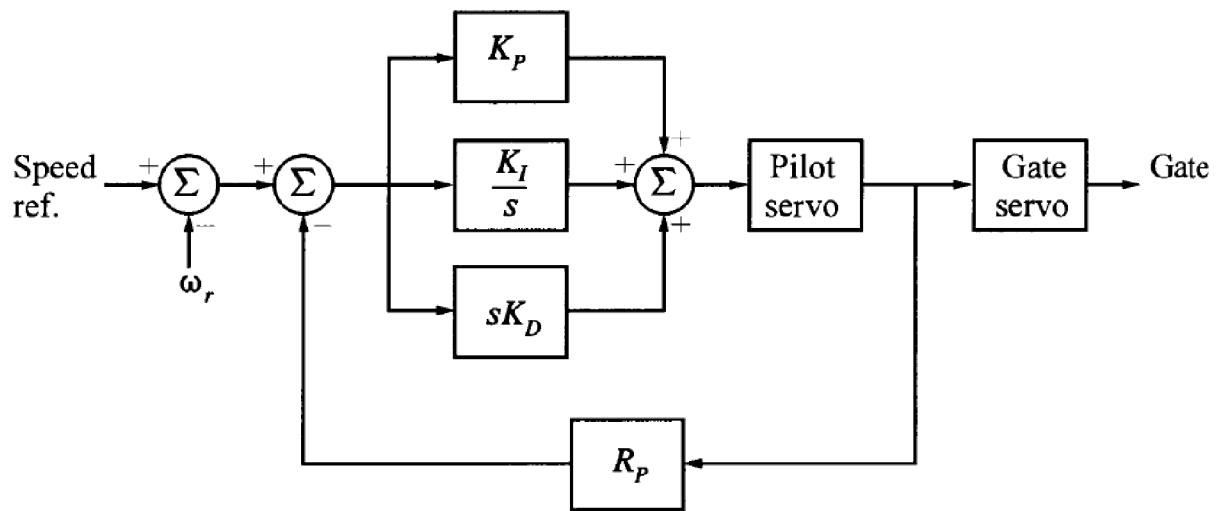 K_P
Speed
ref.
+
Σ
−
ω_r
+
Σ
−
K_I
s
+
+
Σ
+
Pilot
servo
Gate
servo
Gate
sK_D
R_P